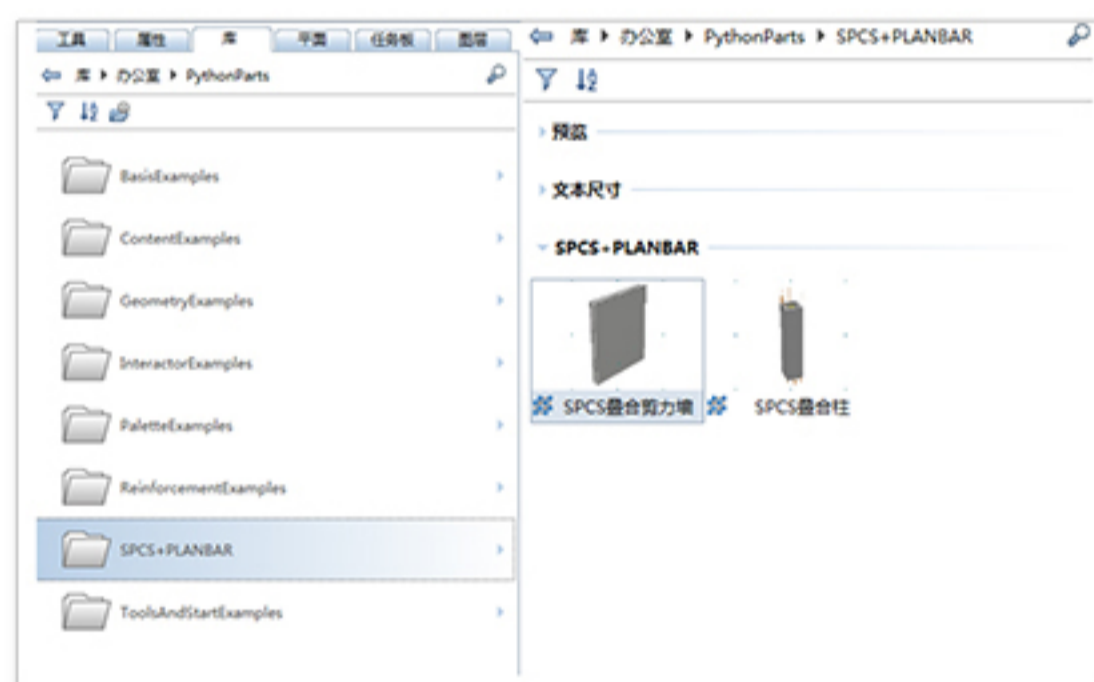 工具 属性 库 平面 任务板 图层
库 办公室 PythonParts
BasisExamples
ContentExamples
GeometryExamples
InteractorExamples
PaletteExamples
ReinforcementExamples
SPCS+PLANBAR
ToolsAndStartExamples
库 办公室 PythonParts SPCS+PLANBAR
预览
文本尺寸
SPCS+PLANBAR
SPCS叠合剪力墙 SPCS叠合柱